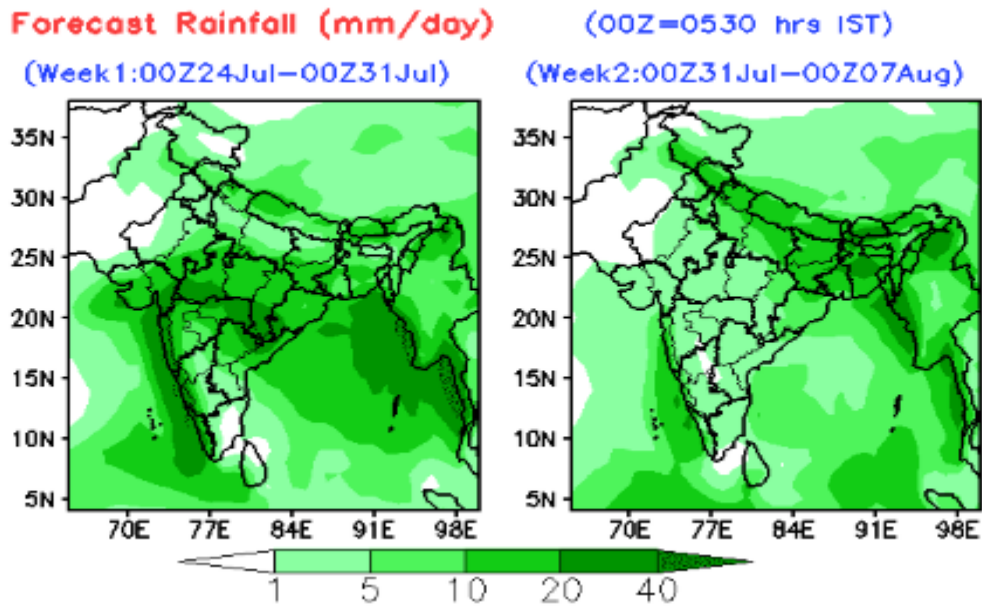 Forecast Rainfall (mm/day) (00Z=0530 hrs IST)
(Week1:00Z24Jul–00Z31Jul) (Week2:00Z31Jul–00Z07Aug)
35N 35N
30N 30N
25N 25N
20N 20N
15N 15N
10N 10N
5N 5N
70E 77E 84E 91E 98E 70E 77E 84E 91E 98E
1 5 10 20 40